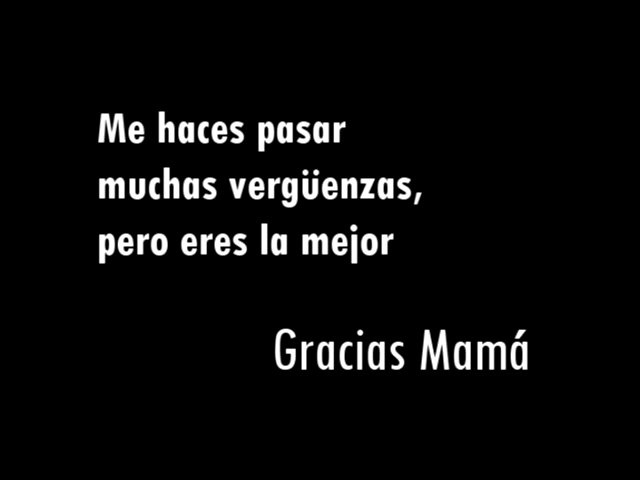 Me haces pasar
muchas vergüenzas,
pero eres la mejor
Gracias Mamá